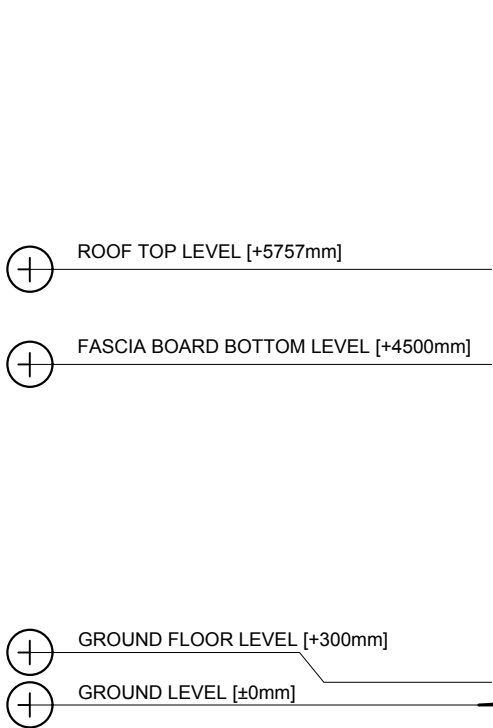 ROOF TOP LEVEL [+5757mm]
FASCIA BOARD BOTTOM LEVEL [+4500mm]
GROUND FLOOR LEVEL [+300mm]
GROUND LEVEL [±0mm]